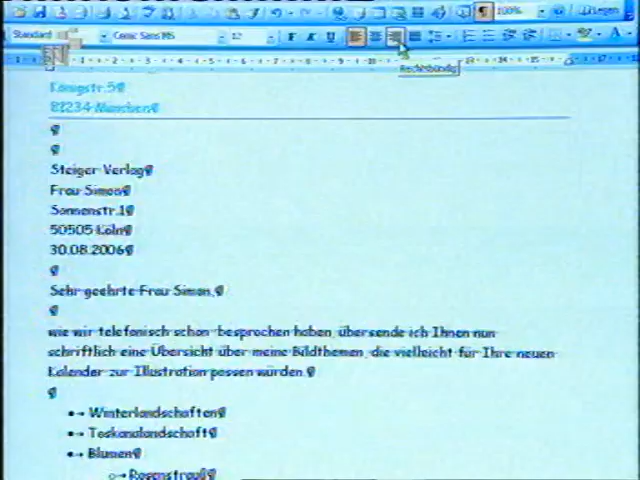 Standard Comic Sans MS 12 F K U
100% Lesen
Rechtsbündig
Königstr.5¶
81234 München¶
¶
¶
Steiger Verlag¶
Frau Simon¶
Sonnenstr.1¶
50505 Köln¶
30.08.2006¶
¶
Sehr geehrte Frau Simon,¶
¶
wie wir telefonisch schon besprochen haben, übersende ich Ihnen nun
schriftlich eine Übersicht über meine Bildthemen, die vielleicht für Ihre neuen
Kalender zur Illustration passen würden.¶
¶
Winterlandschaften¶
Toskanalandschaft¶
Blumen¶
Rosenstrauß¶